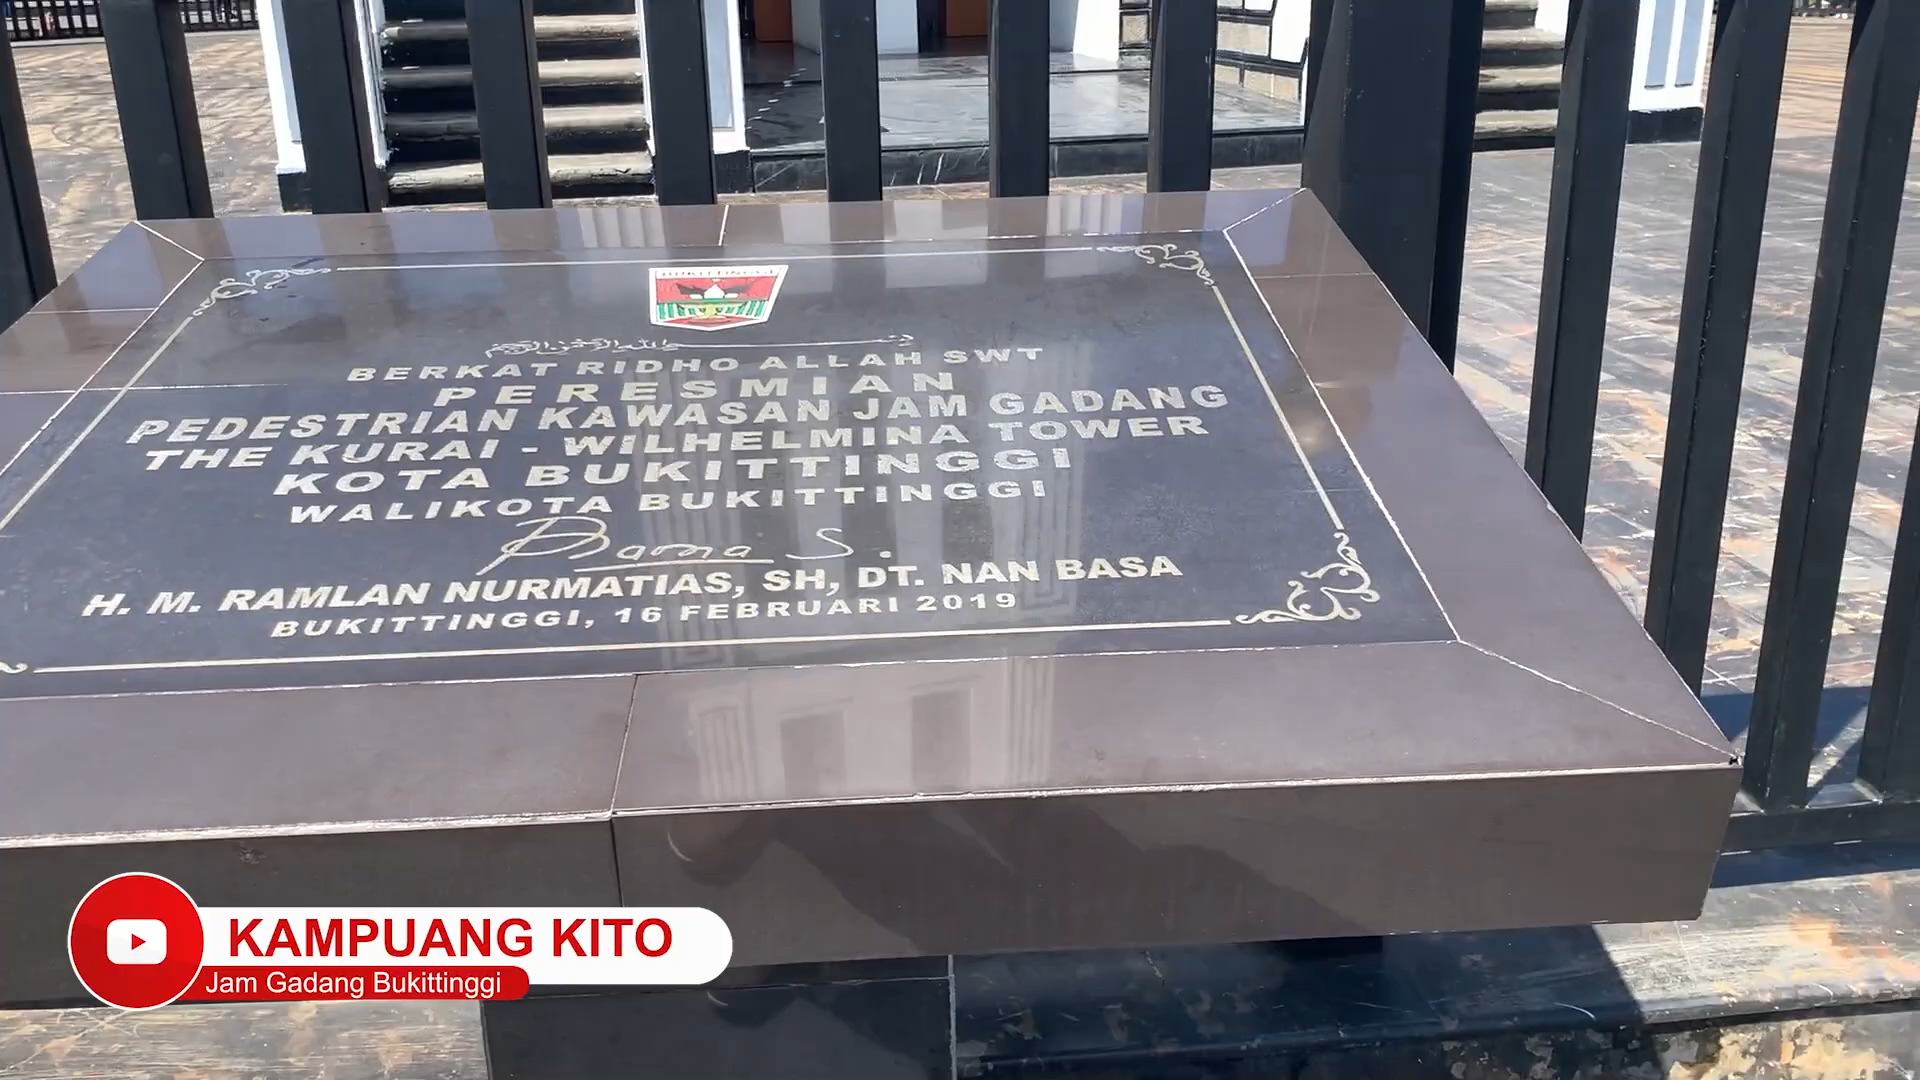 BUKITTINGGI
BERKAT RIDHO ALLAH SWT
PERESMIAN
PEDESTRIAN KAWASAN JAM GADANG
THE KURAI - WILHELMINA TOWER
KOTA BUKITTINGGI
WALIKOTA BUKITTINGGI
H. M. RAMLAN NURMATIAS, SH, DT. NAN BASA
BUKITTINGGI, 16 FEBRUARI 2019
KAMPUANG KITO
Jam Gadang Bukittinggi